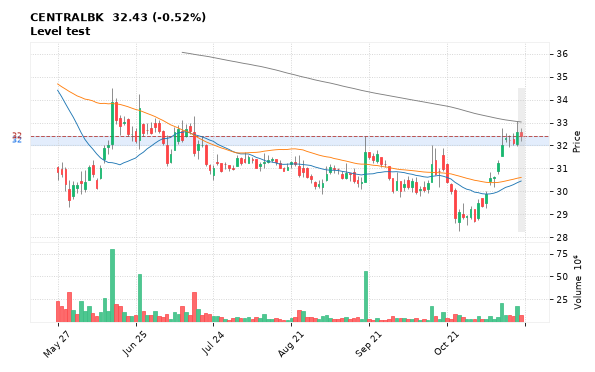 CENTRALBK 32.43 (-0.52%)
Level test
36
35
34
33
32
31
30
29
28
Price
32
32
75
50
25
Volume 10⁶
May 27
Jun 25
Jul 24
Aug 21
Sep 21
Oct 21